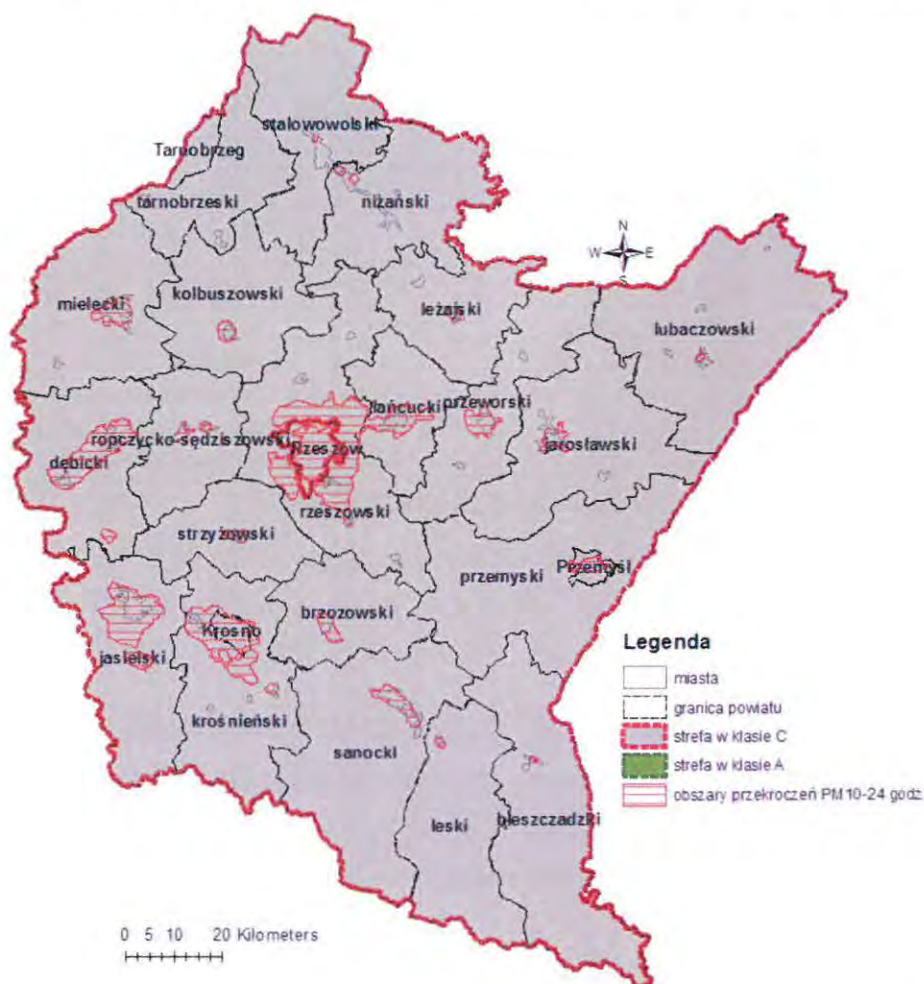 stalowowolski
Tarnobrzeg
tarnobrzeski
niżański
N
W E
S
mielecki
kolbuszowski
leżajski
lubaczowski
łańcucki
przeworski
ropczycko-sędziszowski
Rzeszów
jarosławski
dębicki
rzeszowski
strzyżowski
przemyski
Przemyśl
brzozowski
Krosno
jasielski
krośnieński
sanocki
leski
bieszczadzki
Legenda
miasta
granica powiatu
strefa w klasie C
strefa w klasie A
obszary przekroczeń PM10-24 godz
0 5 10 20 Kilometers